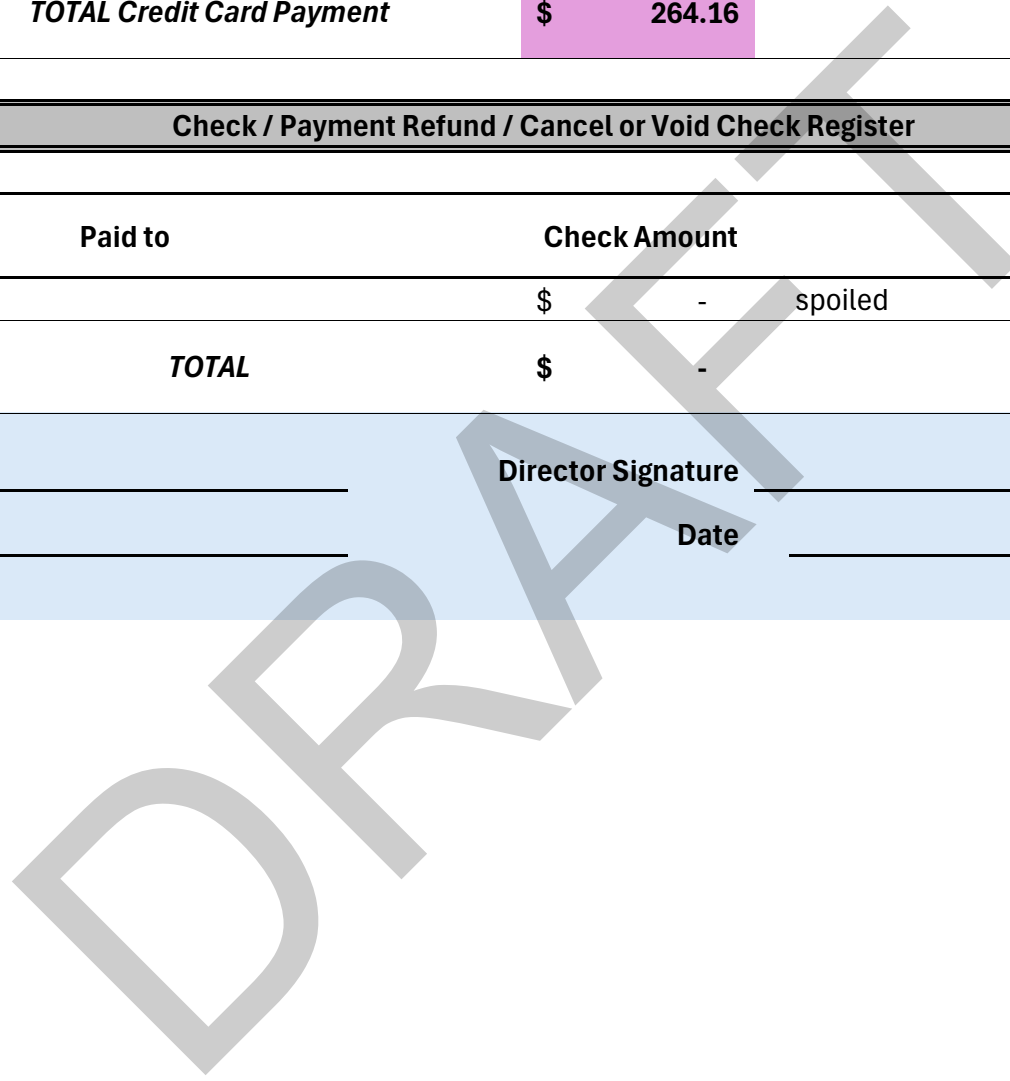 TOTAL Credit Card Payment $ 264.16
Check / Payment Refund / Cancel or Void Check Register
Paid to Check Amount
$ - spoiled
TOTAL $ -
Director Signature
Date
DRAFT